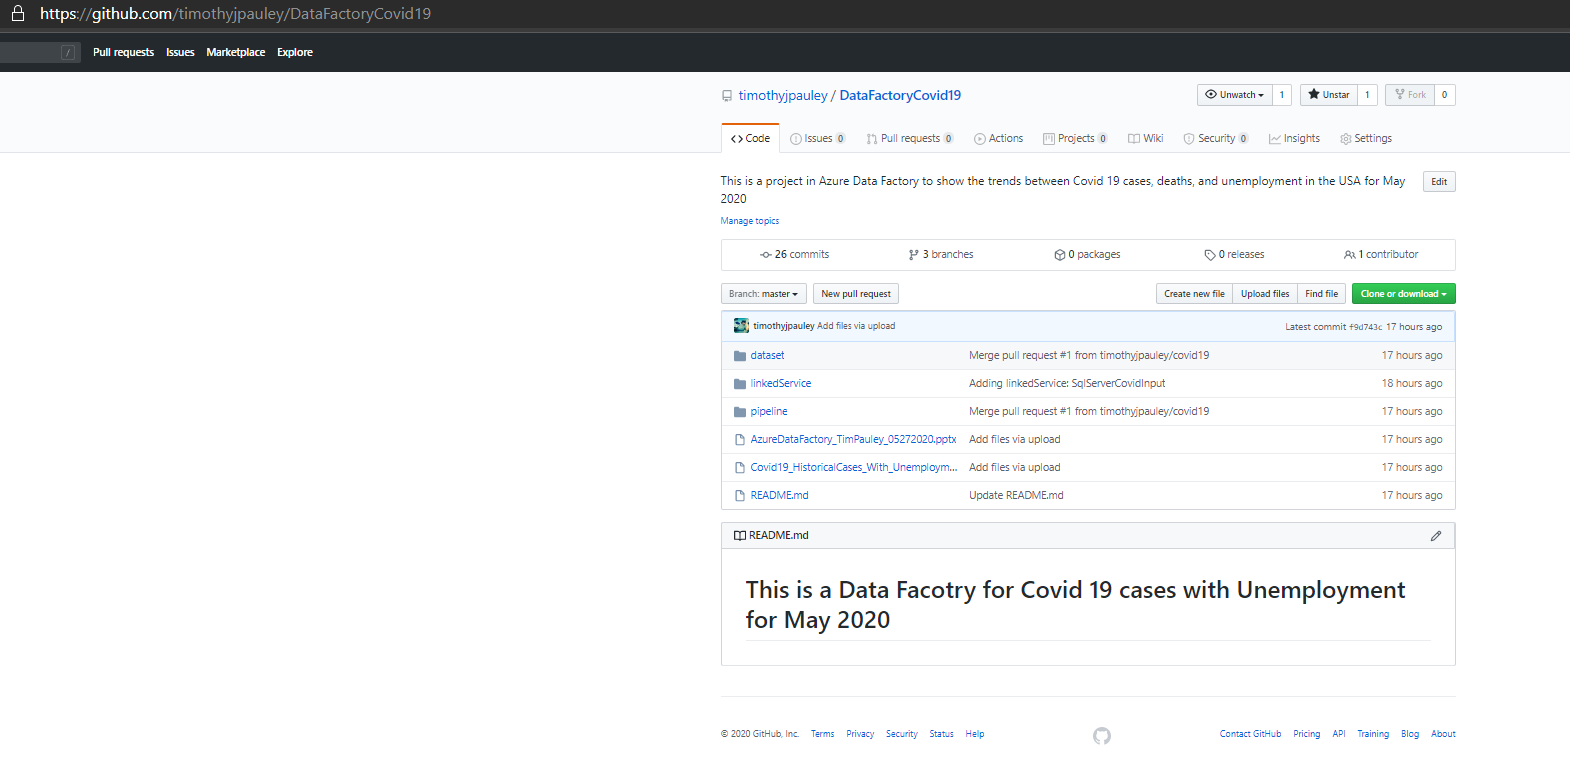 https://github.com/timothyjpauley/DataFactoryCovid19
/ Pull requests Issues Marketplace Explore
timothyjpauley / DataFactoryCovid19 Unwatch 1 Unstar 1 Fork 0
Code Issues 0 Pull requests 0 Actions Projects 0 Wiki Security 0 Insights Settings
This is a project in Azure Data Factory to show the trends between Covid 19 cases, deaths, and unemployment in the USA for May Edit
2020
Manage topics
26 commits 3 branches 0 packages 0 releases 1 contributor
Branch: master New pull request Create new file Upload files Find file Clone or download
timothyjpauley Add files via upload Latest commit f9d743c 17 hours ago
dataset Merge pull request #1 from timothyjpauley/covid19 17 hours ago
linkedService Adding linkedService: SqlServerCovidInput 18 hours ago
pipeline Merge pull request #1 from timothyjpauley/covid19 17 hours ago
AzureDataFactory_TimPauley_05272020.pptx Add files via upload 17 hours ago
Covid19_HistoricalCases_With_Unemploym... Add files via upload 17 hours ago
README.md Update README.md 17 hours ago
README.md
This is a Data Facotry for Covid 19 cases with Unemployment
for May 2020
© 2020 GitHub, Inc. Terms Privacy Security Status Help Contact GitHub Pricing API Training Blog About